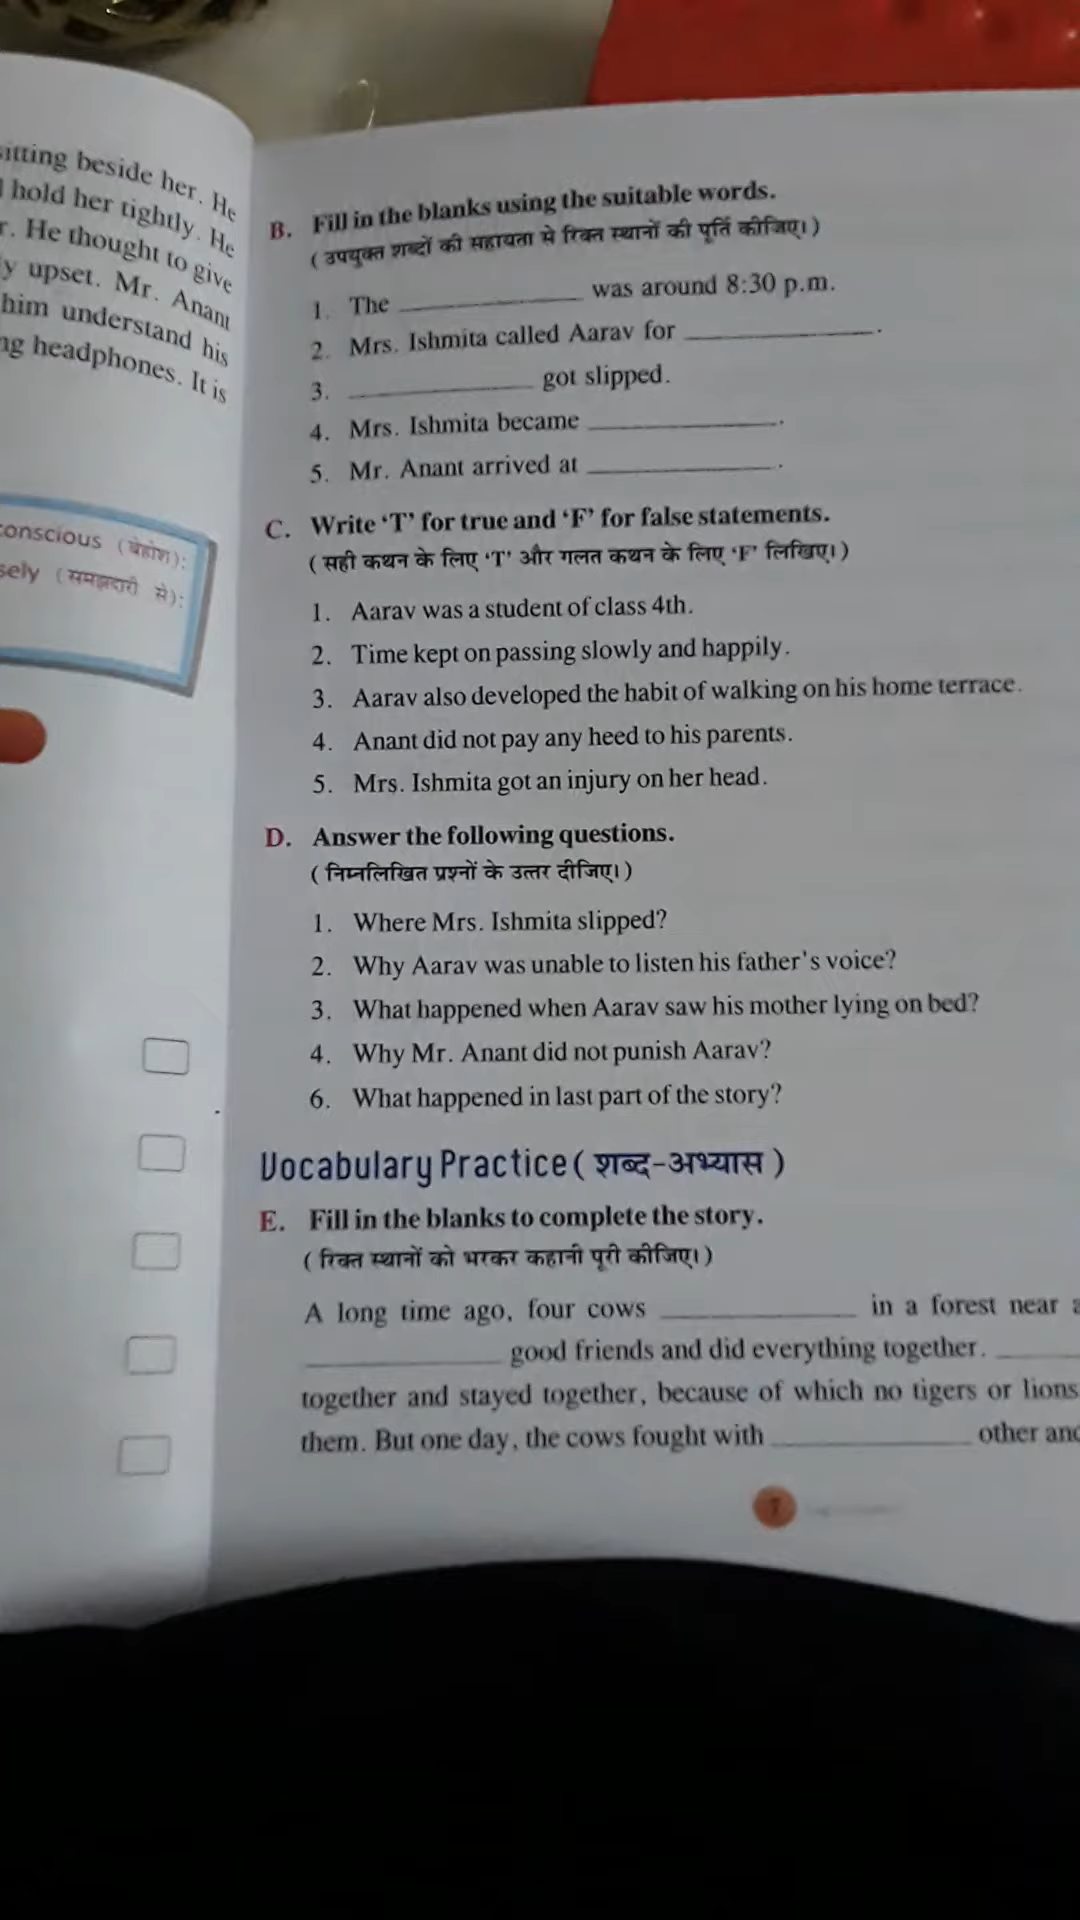 sitting beside her. He
hold her tightly. He
r. He thought to give
y upset. Mr. Anant
him understand his
ng headphones. It is
conscious (बेहोश):
sely (समझदारी से):
B. Fill in the blanks using the suitable words.
(उपयुक्त शब्दों की सहायता से रिक्त स्थानों की पूर्ति कीजिए।)
1. The ____________ was around 8:30 p.m.
2. Mrs. Ishmita called Aarav for ____________.
3. ____________ got slipped.
4. Mrs. Ishmita became ____________.
5. Mr. Anant arrived at ____________.
C. Write ‘T’ for true and ‘F’ for false statements.
(सही कथन के लिए ‘T’ और गलत कथन के लिए ‘F’ लिखिए।)
1. Aarav was a student of class 4th.
2. Time kept on passing slowly and happily.
3. Aarav also developed the habit of walking on his home terrace.
4. Anant did not pay any heed to his parents.
5. Mrs. Ishmita got an injury on her head.
D. Answer the following questions.
(निम्नलिखित प्रश्नों के उत्तर दीजिए।)
1. Where Mrs. Ishmita slipped?
2. Why Aarav was unable to listen his father's voice?
3. What happened when Aarav saw his mother lying on bed?
4. Why Mr. Anant did not punish Aarav?
6. What happened in last part of the story?
Vocabulary Practice (शब्द-अभ्यास)
E. Fill in the blanks to complete the story.
(रिक्त स्थानों को भरकर कहानी पूरी कीजिए।)
A long time ago, four cows ____________ in a forest near a
____________ good friends and did everything together. ____
together and stayed together, because of which no tigers or lions
them. But one day, the cows fought with ____________ other and
7